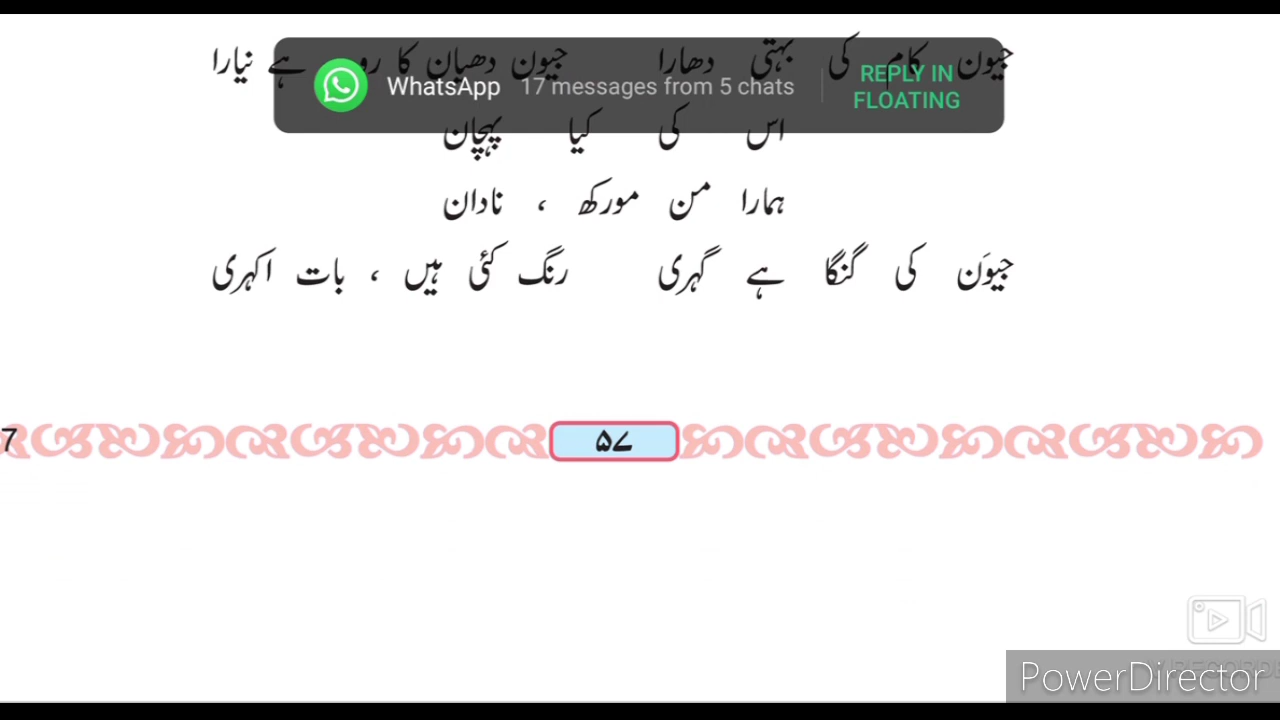 جیون کام کی بہتی دھارا جیون دھیان کا ہے نیارا
WhatsApp 17 messages from 5 chats REPLY IN FLOATING
اس کی کیا پہچان
ہمارا من مورکھ ، نادان
جیوَن کی گنگا ہے گہری رنگ کئی ہیں ، بات اکہری
7 ۵۷
PowerDirector